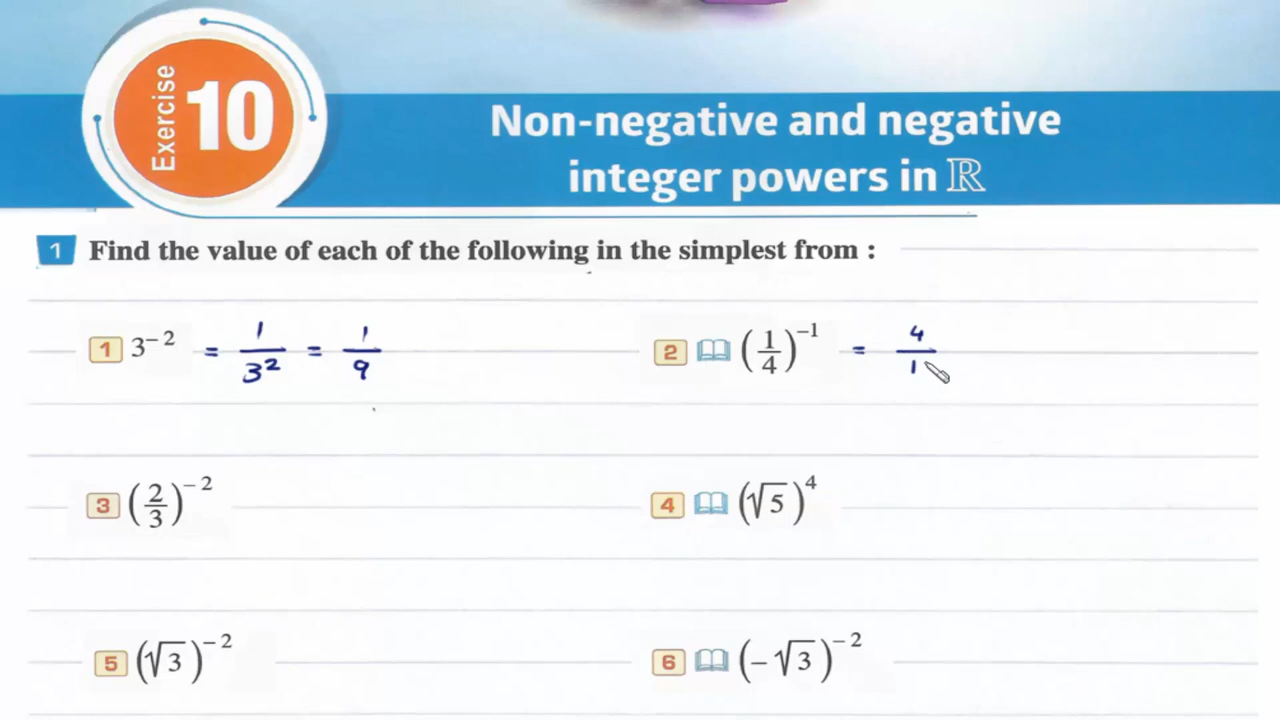 Exercise 10
Non-negative and negative
integer powers in ℝ
1 Find the value of each of the following in the simplest from :
1 3⁻² = 1/3² = 1/9
2 (1/4)⁻¹ = 4/1
3 (2/3)⁻²
4 (√5)⁴
5 (√3)⁻²
6 (−√3)⁻²